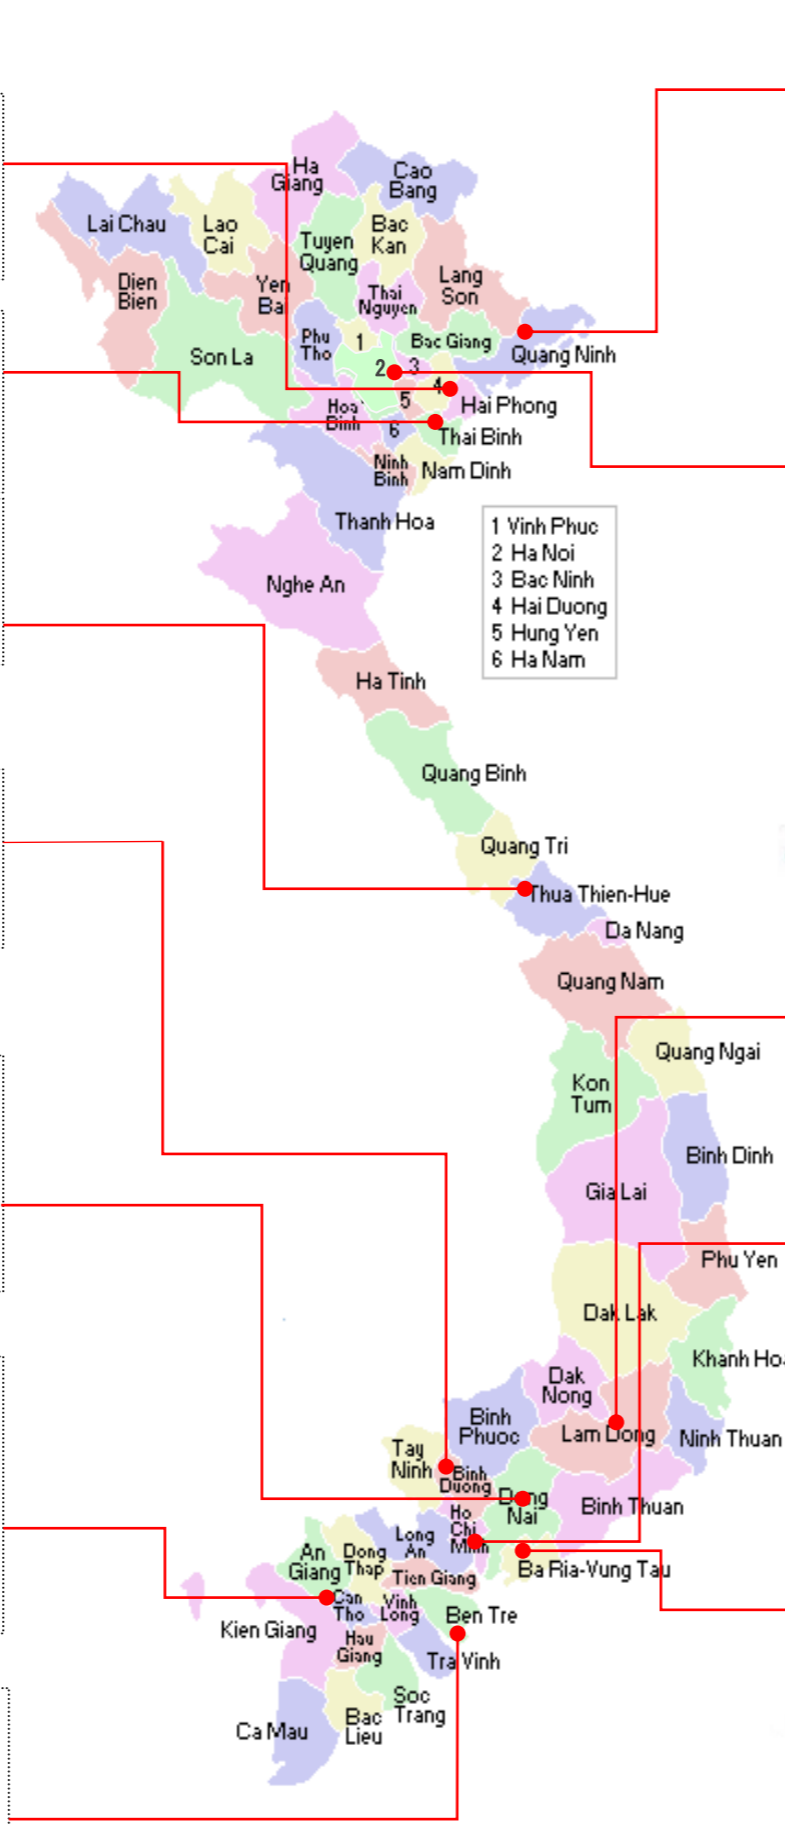 Ha
Giang
Cao
Bang
Lai Chau
Lao
Cai
Bac
Kan
Tuyen
Quang
Lang
Son
Dien
Bien
Yen
Ba
Thai
Nguyen
Phu
Tho
1
Bac Giang
Son La
Quang Ninh
2
3
4
5
Hai Phong
Hoa
Binh
6
Thai Binh
Ninh
Binh
Nam Dinh
Thanh Hoa
1 Vinh Phuc
2 Ha Noi
3 Bac Ninh
4 Hai Duong
5 Hung Yen
6 Ha Nam
Nghe An
Ha Tinh
Quang Binh
Quang Tri
Thua Thien-Hue
Da Nang
Quang Nam
Quang Ngai
Kon
Tum
Binh Dinh
Gia Lai
Phu Yen
Dak Lak
Khanh Hoa
Dak
Nong
Binh
Phuoc
Lam Dong
Ninh Thuan
Tay
Ninh
Binh
Duong
Dong
Nai
Binh Thuan
Ho
Chi
Minh
Long
An
An
Giang
Dong
Thap
Ba Ria-Vung Tau
Tien Giang
Can
Tho
Vinh
Long
Ben Tre
Kien Giang
Hau
Giang
Tra Vinh
Soc
Trang
Bac
Lieu
Ca Mau